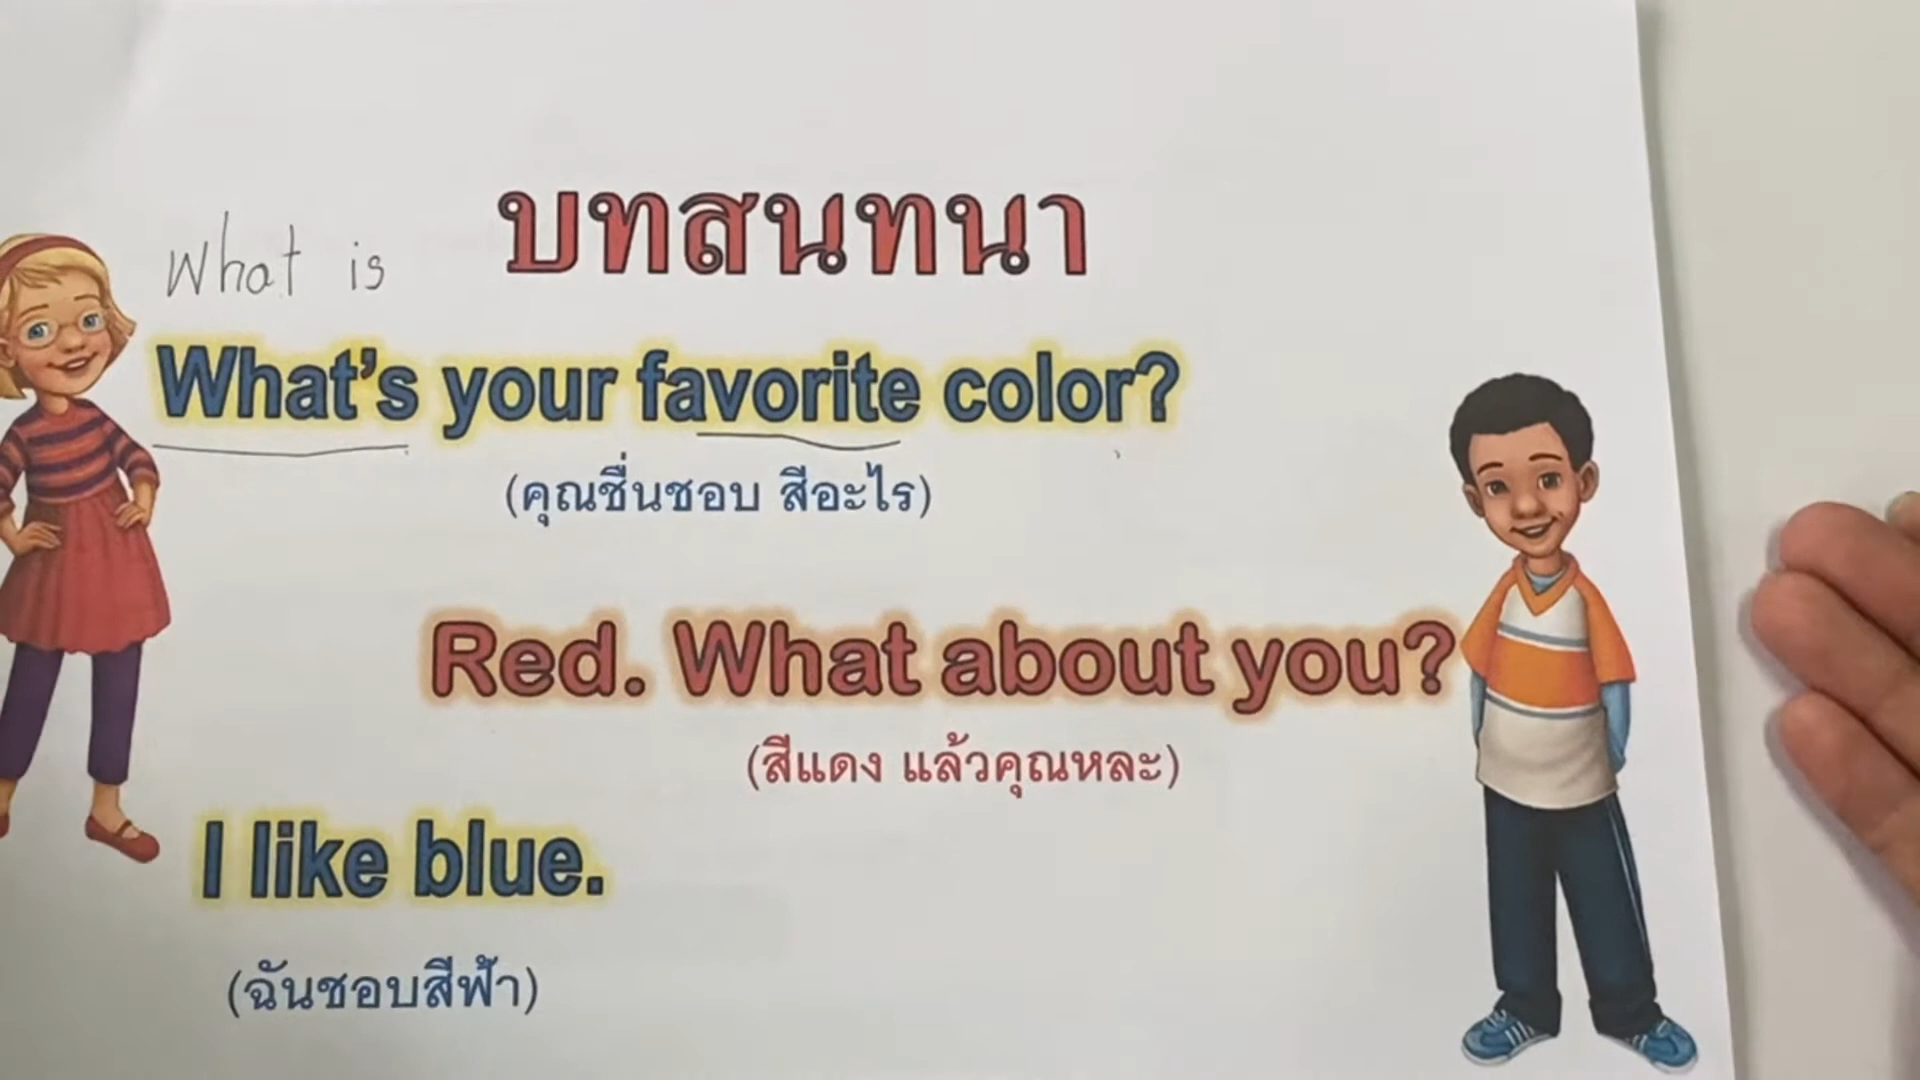 บทสนทนา
What is
What's your favorite color?
(คุณชื่นชอบ สีอะไร)
Red. What about you?
(สีแดง แล้วคุณหละ)
I like blue.
(ฉันชอบสีฟ้า)